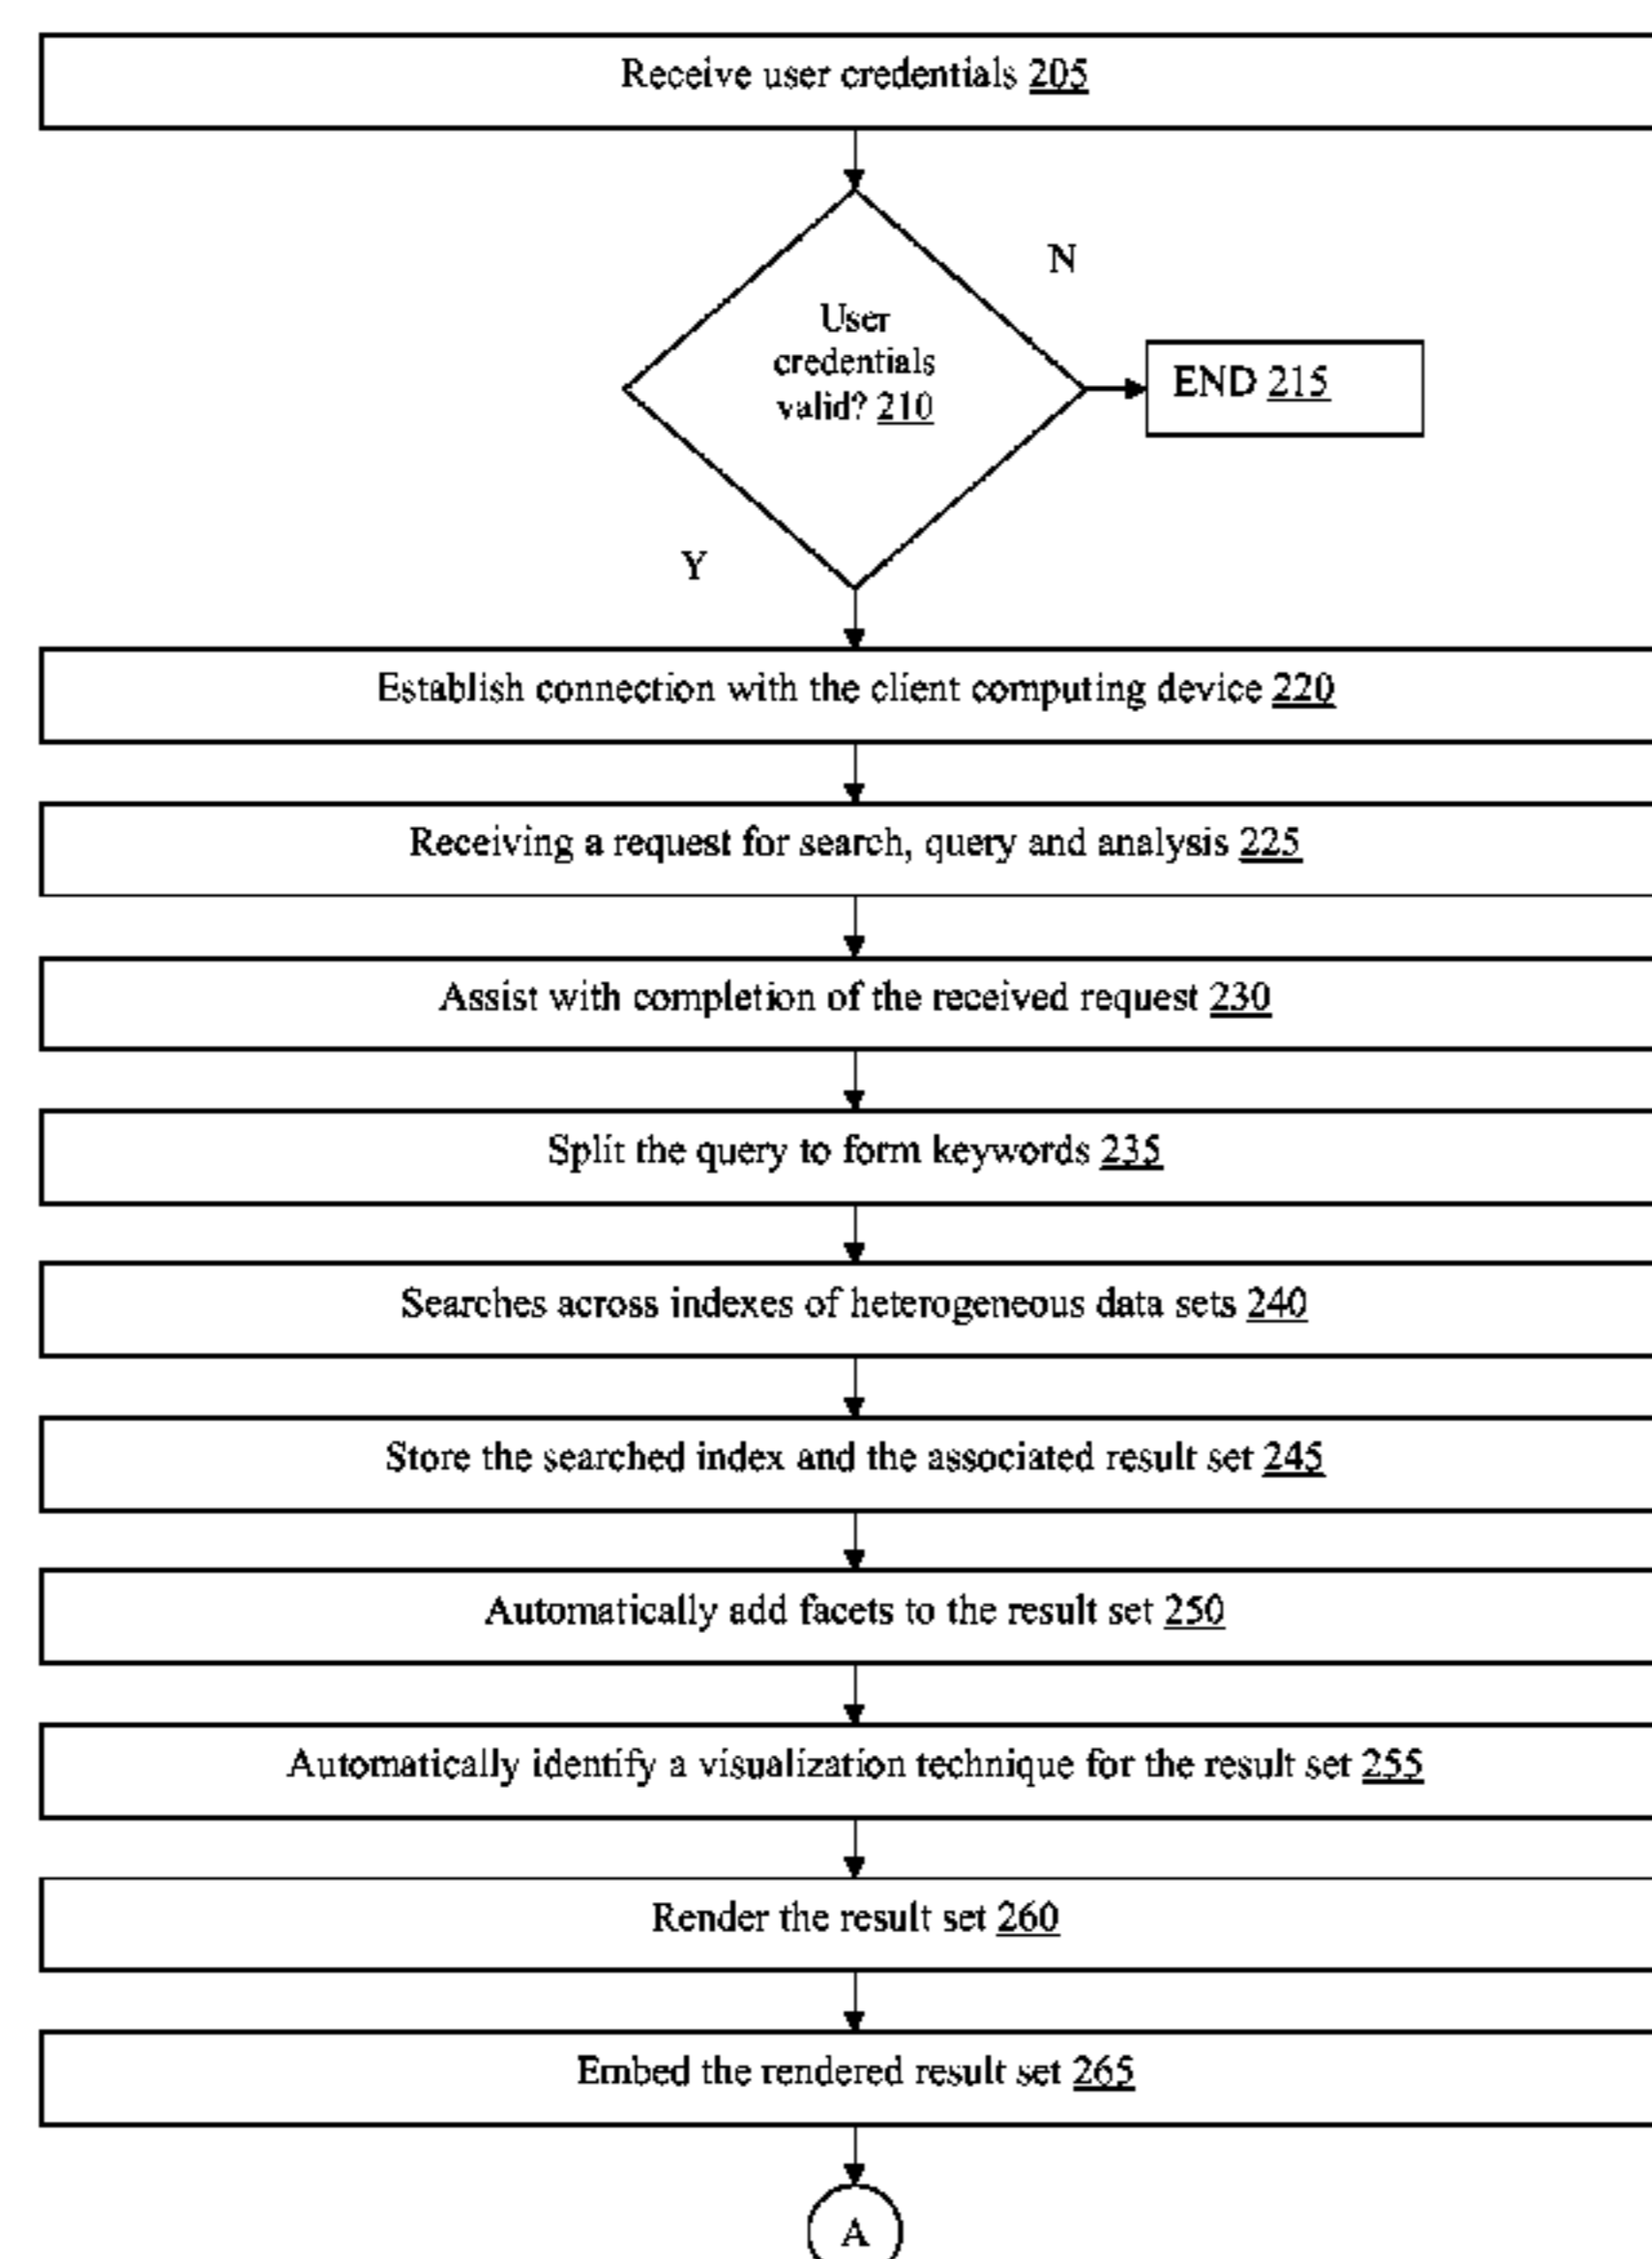 Receive user credentials 205
N
User
credentials
valid? 210
END 215
Y
Establish connection with the client computing device 220
Receiving a request for search, query and analysis 225
Assist with completion of the received request 230
Split the query to form keywords 235
Searches across indexes of heterogeneous data sets 240
Store the searched index and the associated result set 245
Automatically add facets to the result set 250
Automatically identify a visualization technique for the result set 255
Render the result set 260
Embed the rendered result set 265
A